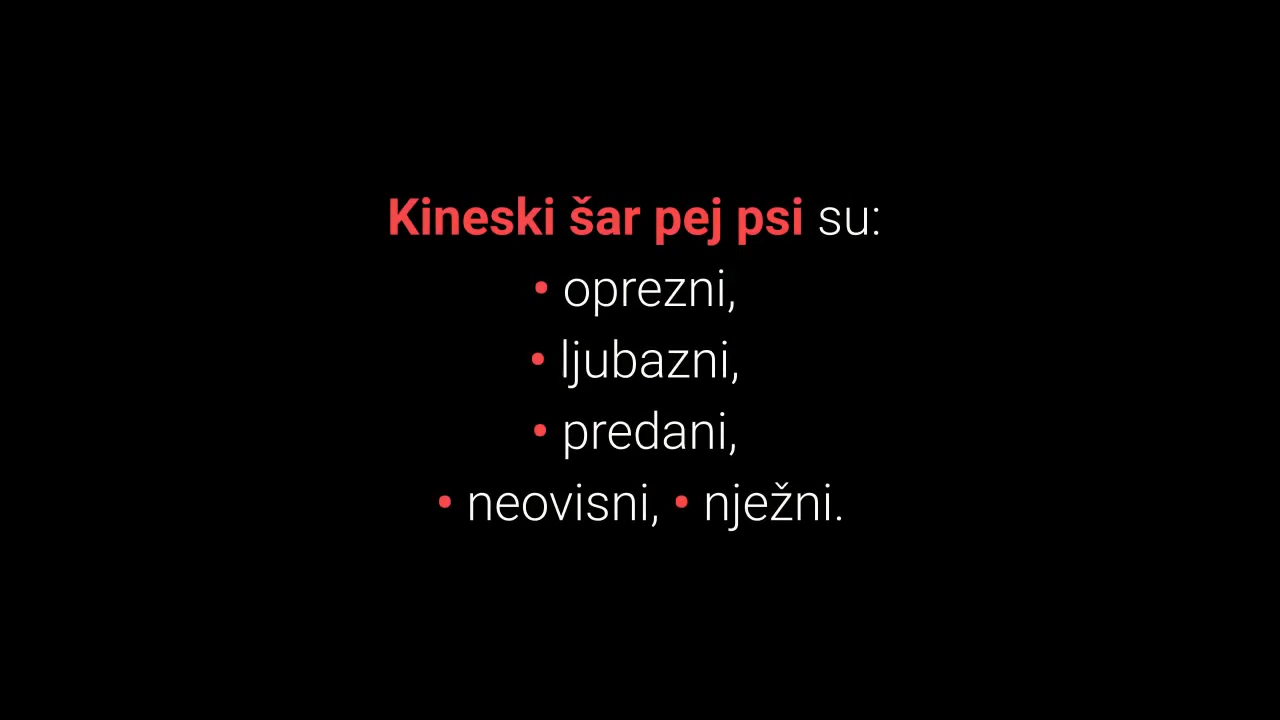 Kineski šar pej psi su:
• oprezni,
• ljubazni,
• predani,
• neovisni, • nježni.